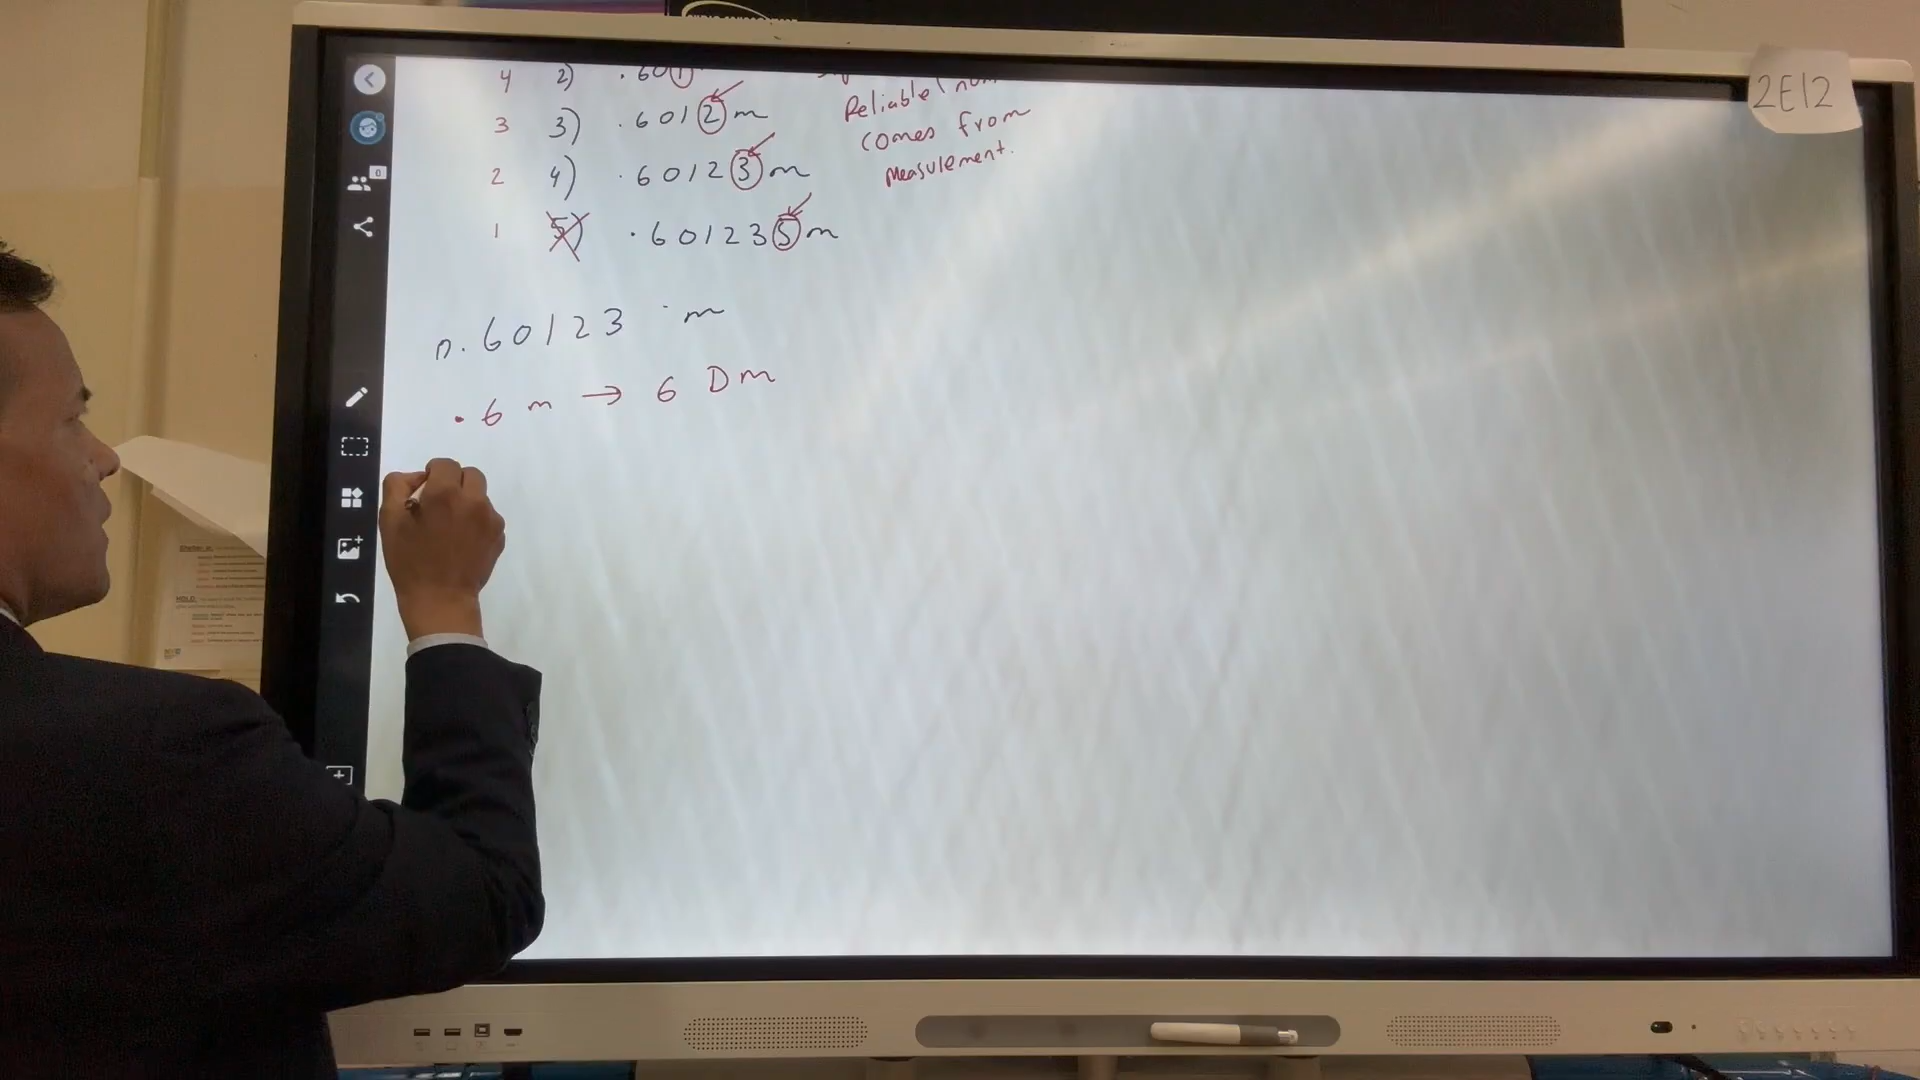 4 2) .601
3 3) .6012 m
2 4) .60123 m
1 5) .601235 m
Reliable
comes from
measurement.
2E12
n.60123 m
.6 m → 6 Dm
HOLD